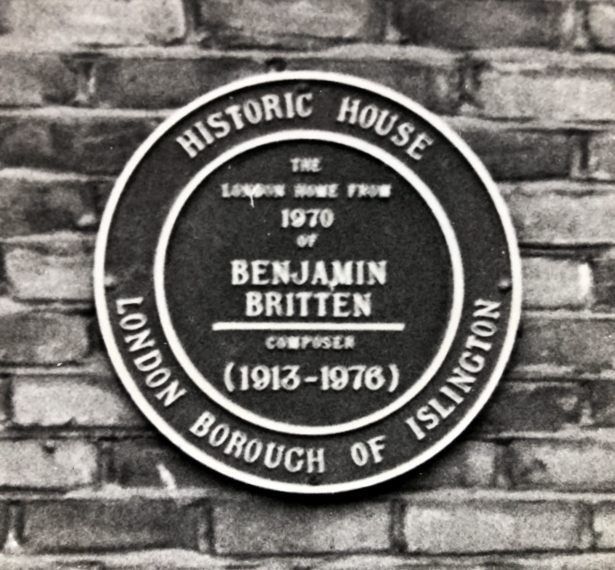 HISTORIC HOUSE
THE
LONDON HOME FROM
1970
OF
BENJAMIN
BRITTEN
COMPOSER
(1913-1976)
LONDON BOROUGH OF ISLINGTON